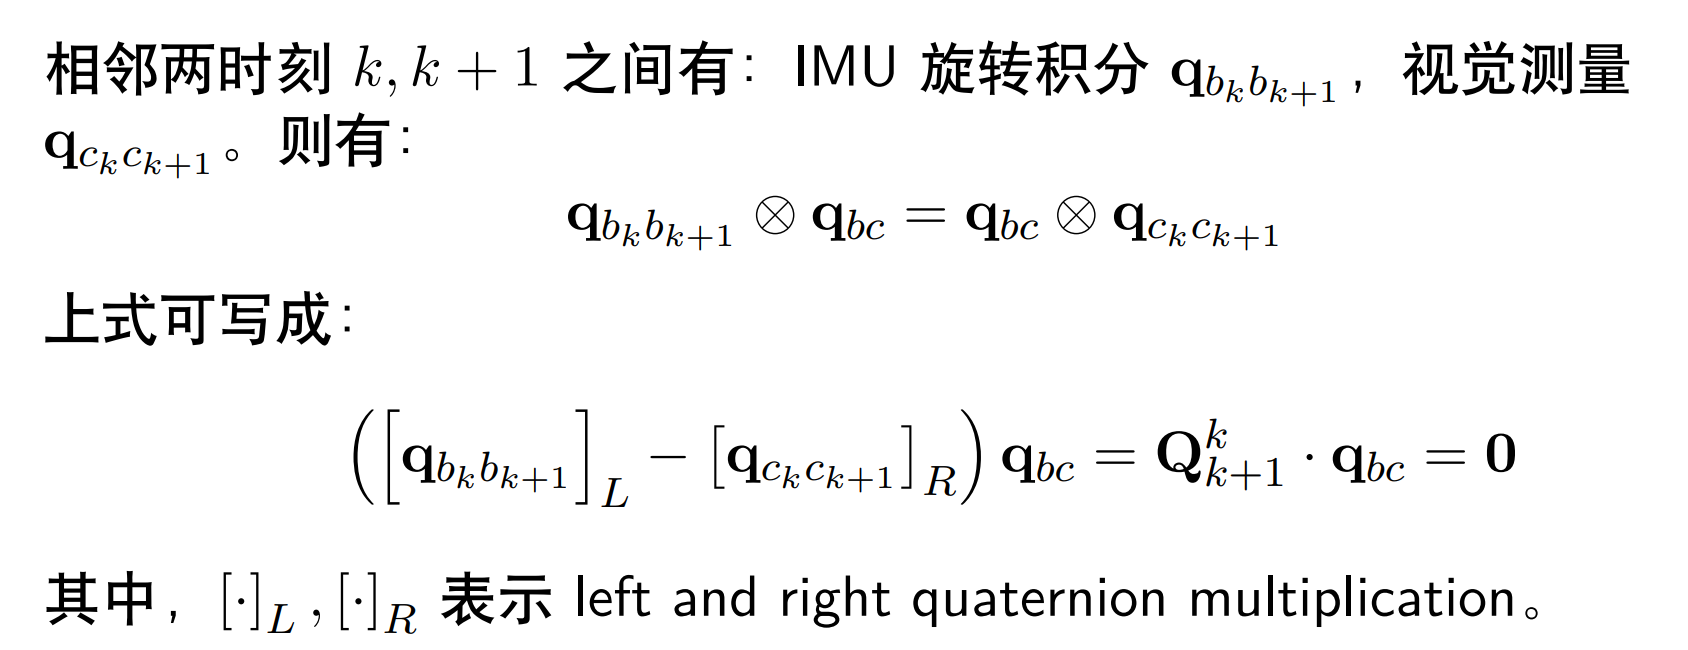 相邻两时刻 $k, k+1$ 之间有：IMU 旋转积分 $\mathbf{q}_{b_k b_{k+1}}$，视觉测量
$\mathbf{q}_{c_k c_{k+1}}$。则有：
$\mathbf{q}_{b_k b_{k+1}} \otimes \mathbf{q}_{bc} = \mathbf{q}_{bc} \otimes \mathbf{q}_{c_k c_{k+1}}$
上式可写成：
$\left( \left[ \mathbf{q}_{b_k b_{k+1}} \right]_L - \left[ \mathbf{q}_{c_k c_{k+1}} \right]_R \right) \mathbf{q}_{bc} = \mathbf{Q}^k_{k+1} \cdot \mathbf{q}_{bc} = \mathbf{0}$
其中，$[\cdot]_L, [\cdot]_R$ 表示 left and right quaternion multiplication。